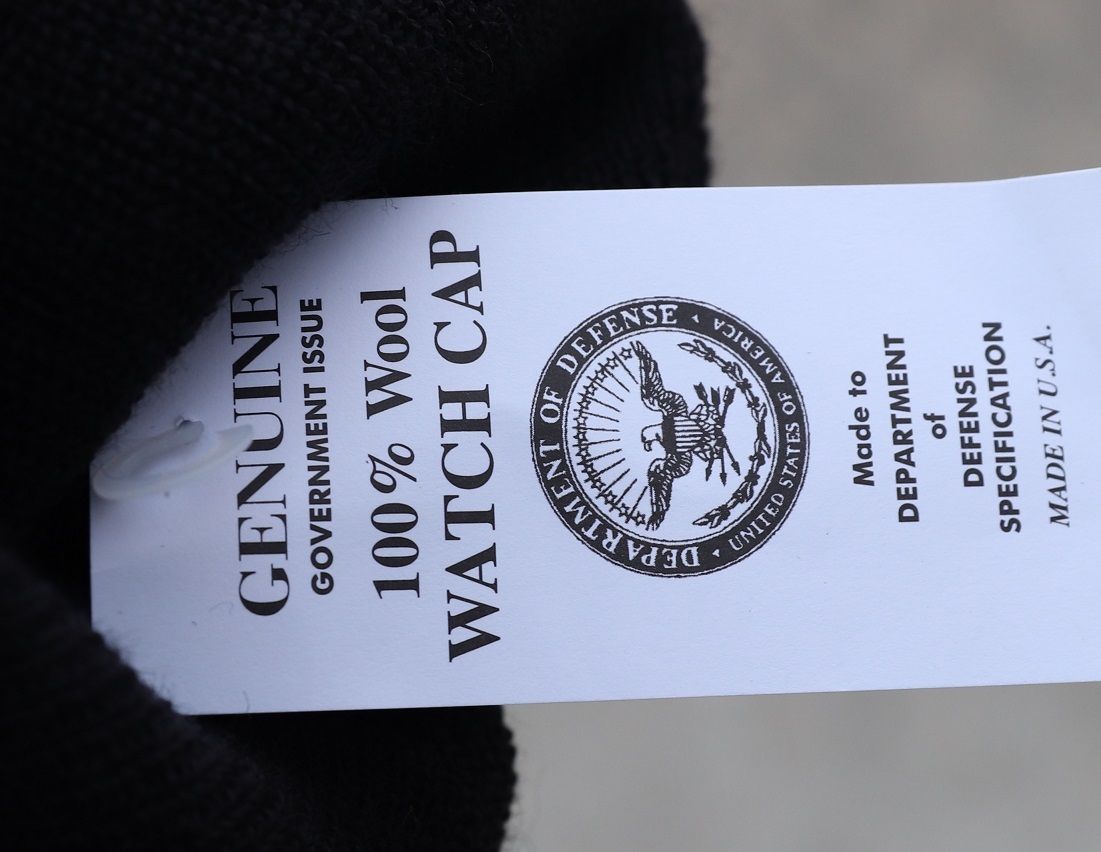 GENUINE
GOVERNMENT ISSUE
100% Wool
WATCH CAP
DEPARTMENT OF DEFENSE
UNITED STATES OF AMERICA
Made to
DEPARTMENT
of
DEFENSE
SPECIFICATION
MADE IN U.S.A.